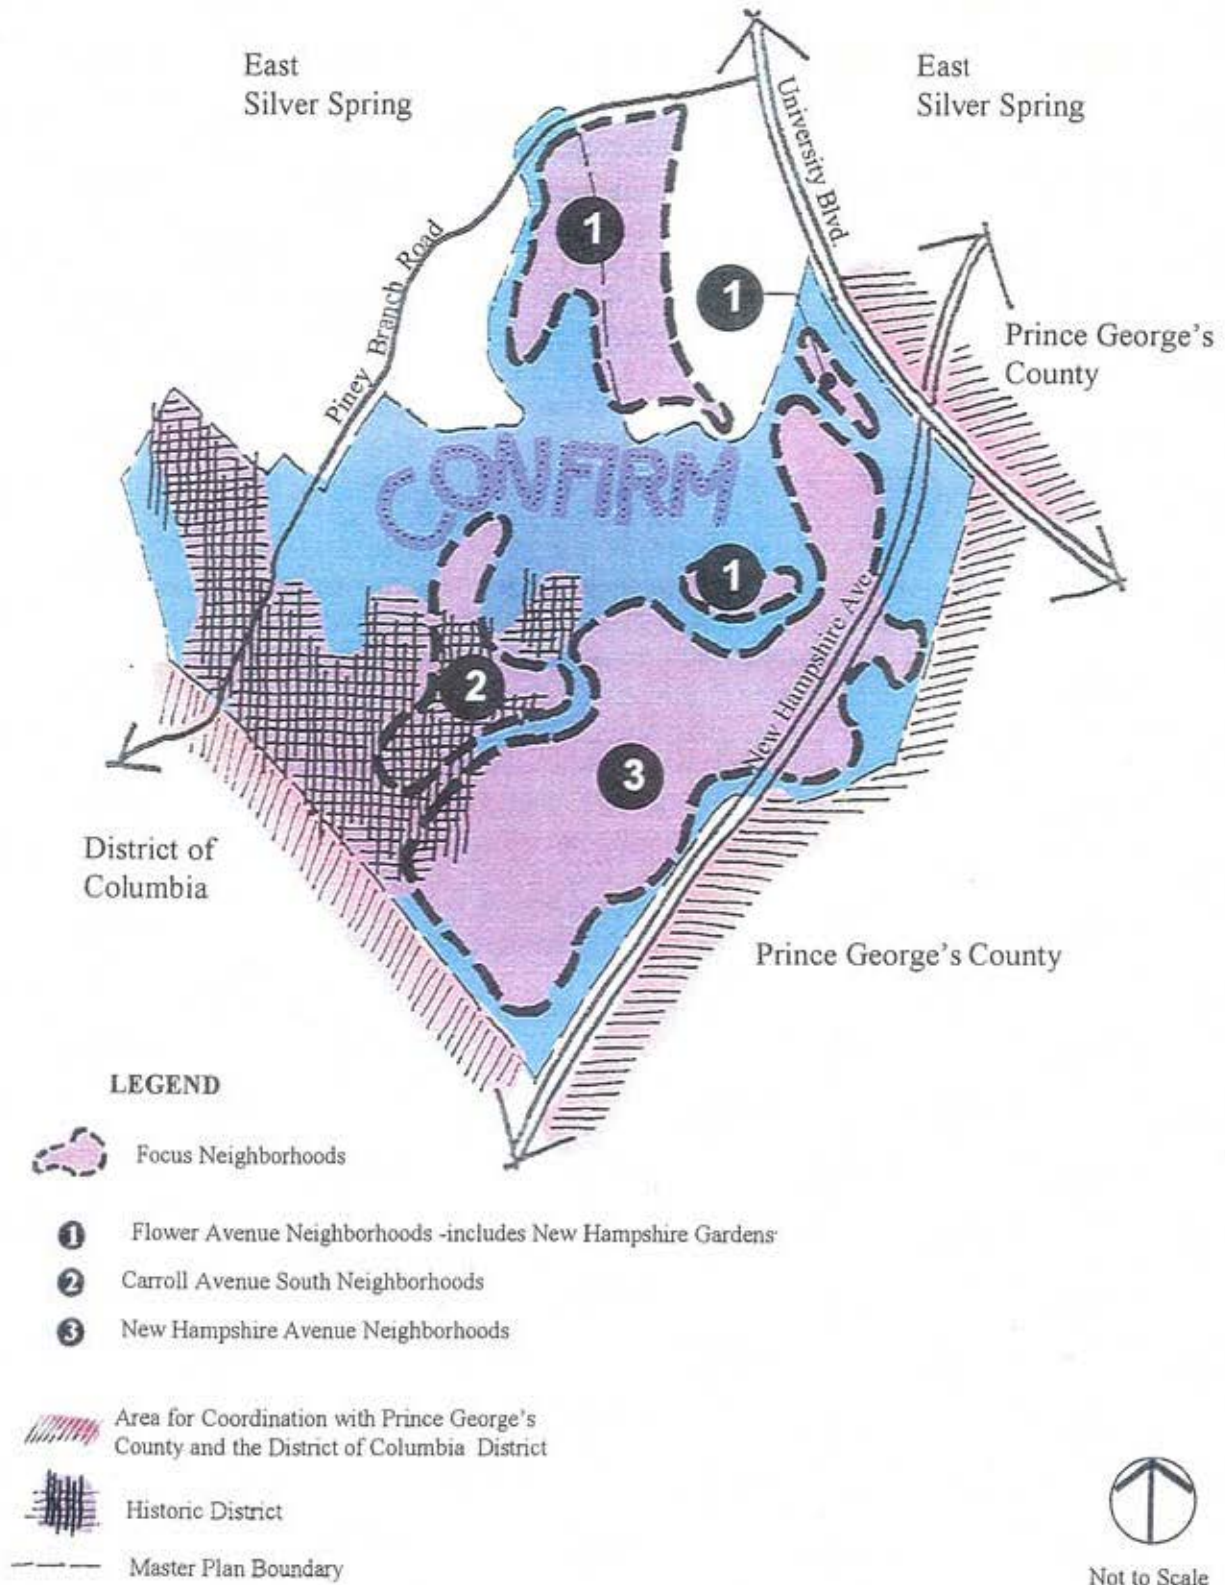 East
Silver Spring
East
Silver Spring
University Blvd.
Piney Branch Road
Prince George's
County
1
1
CONFIRM
1
New Hampshire Ave.
2
3
District of
Columbia
Prince George's County
LEGEND
Focus Neighborhoods
1 Flower Avenue Neighborhoods -includes New Hampshire Gardens
2 Carroll Avenue South Neighborhoods
3 New Hampshire Avenue Neighborhoods
Area for Coordination with Prince George's
County and the District of Columbia District
Historic District
Master Plan Boundary
Not to Scale